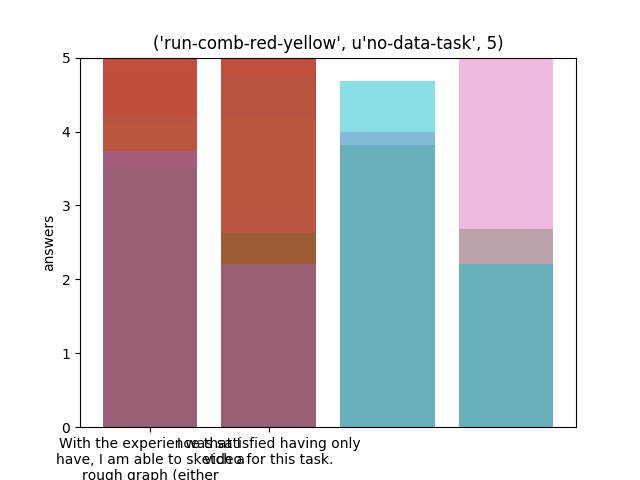 ('run-comb-red-yellow', u'no-data-task', 5)
5
4
3
2
1
0
answers
With the experience that I
have, I am able to sketch a
rough graph (either
I was satisfied having only
video for this task.